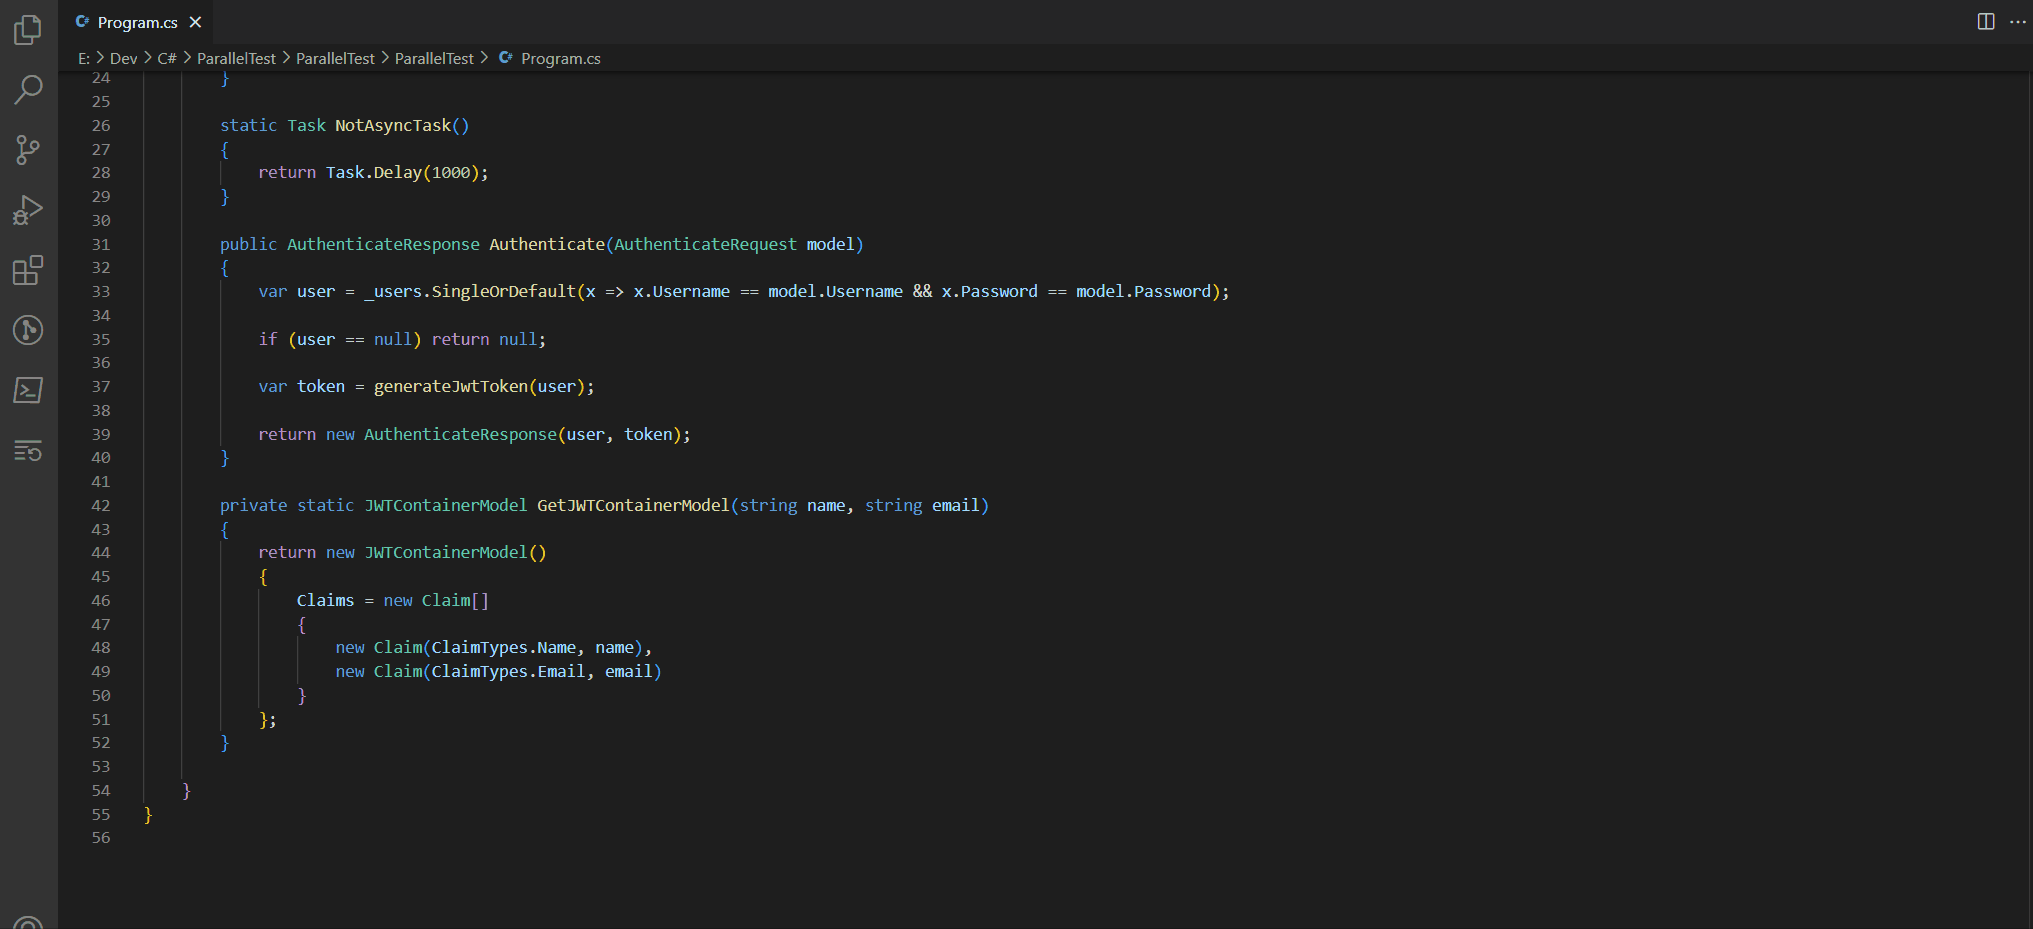 C# Program.cs ×
E: > Dev > C# > ParallelTest > ParallelTest > ParallelTest > C# Program.cs
24 }
25
26 static Task NotAsyncTask()
27 {
28 return Task.Delay(1000);
29 }
30
31 public AuthenticateResponse Authenticate(AuthenticateRequest model)
32 {
33 var user = _users.SingleOrDefault(x => x.Username == model.Username && x.Password == model.Password);
34
35 if (user == null) return null;
36
37 var token = generateJwtToken(user);
38
39 return new AuthenticateResponse(user, token);
40 }
41
42 private static JWTContainerModel GetJWTContainerModel(string name, string email)
43 {
44 return new JWTContainerModel()
45 {
46 Claims = new Claim[]
47 {
48 new Claim(ClaimTypes.Name, name),
49 new Claim(ClaimTypes.Email, email)
50 }
51 };
52 }
53
54 }
55 }
56